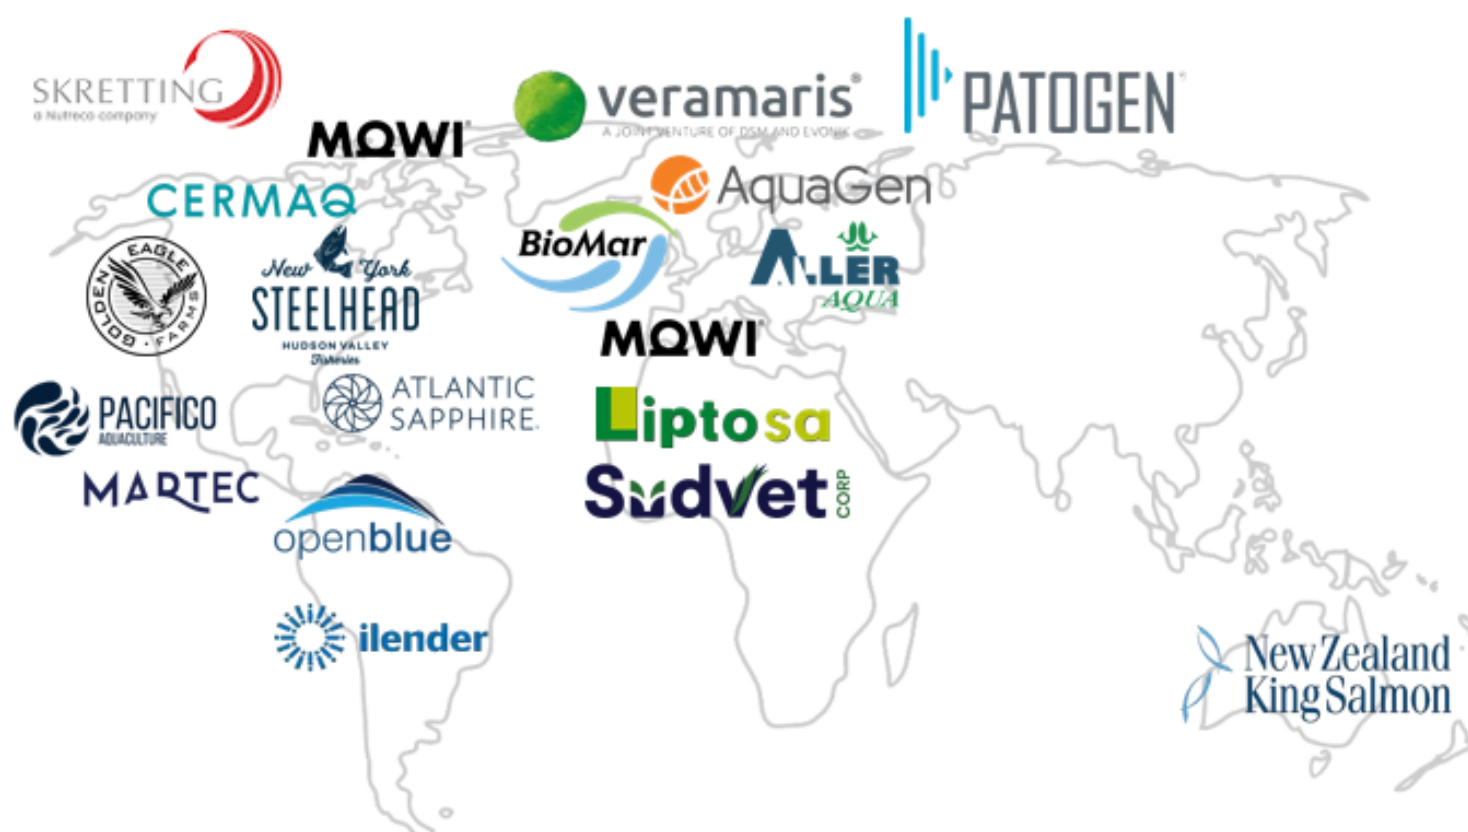 SKRETTING
a Nutreco company
MOWI
veramaris®
A JOINT VENTURE OF DSM AND EVONIK
PATOGEN
CERMAQ
AquaGen
GOLDEN EAGLE FARMS
New York
STEELHEAD
HUDSON VALLEY
Fisheries
BioMar
ALLER
AQUA
MOWI
PACIFICO
AQUACULTURE
ATLANTIC
SAPPHIRE
Liptosa
MARTEC
openblue
Sudvet CORP
ilender
New Zealand
King Salmon